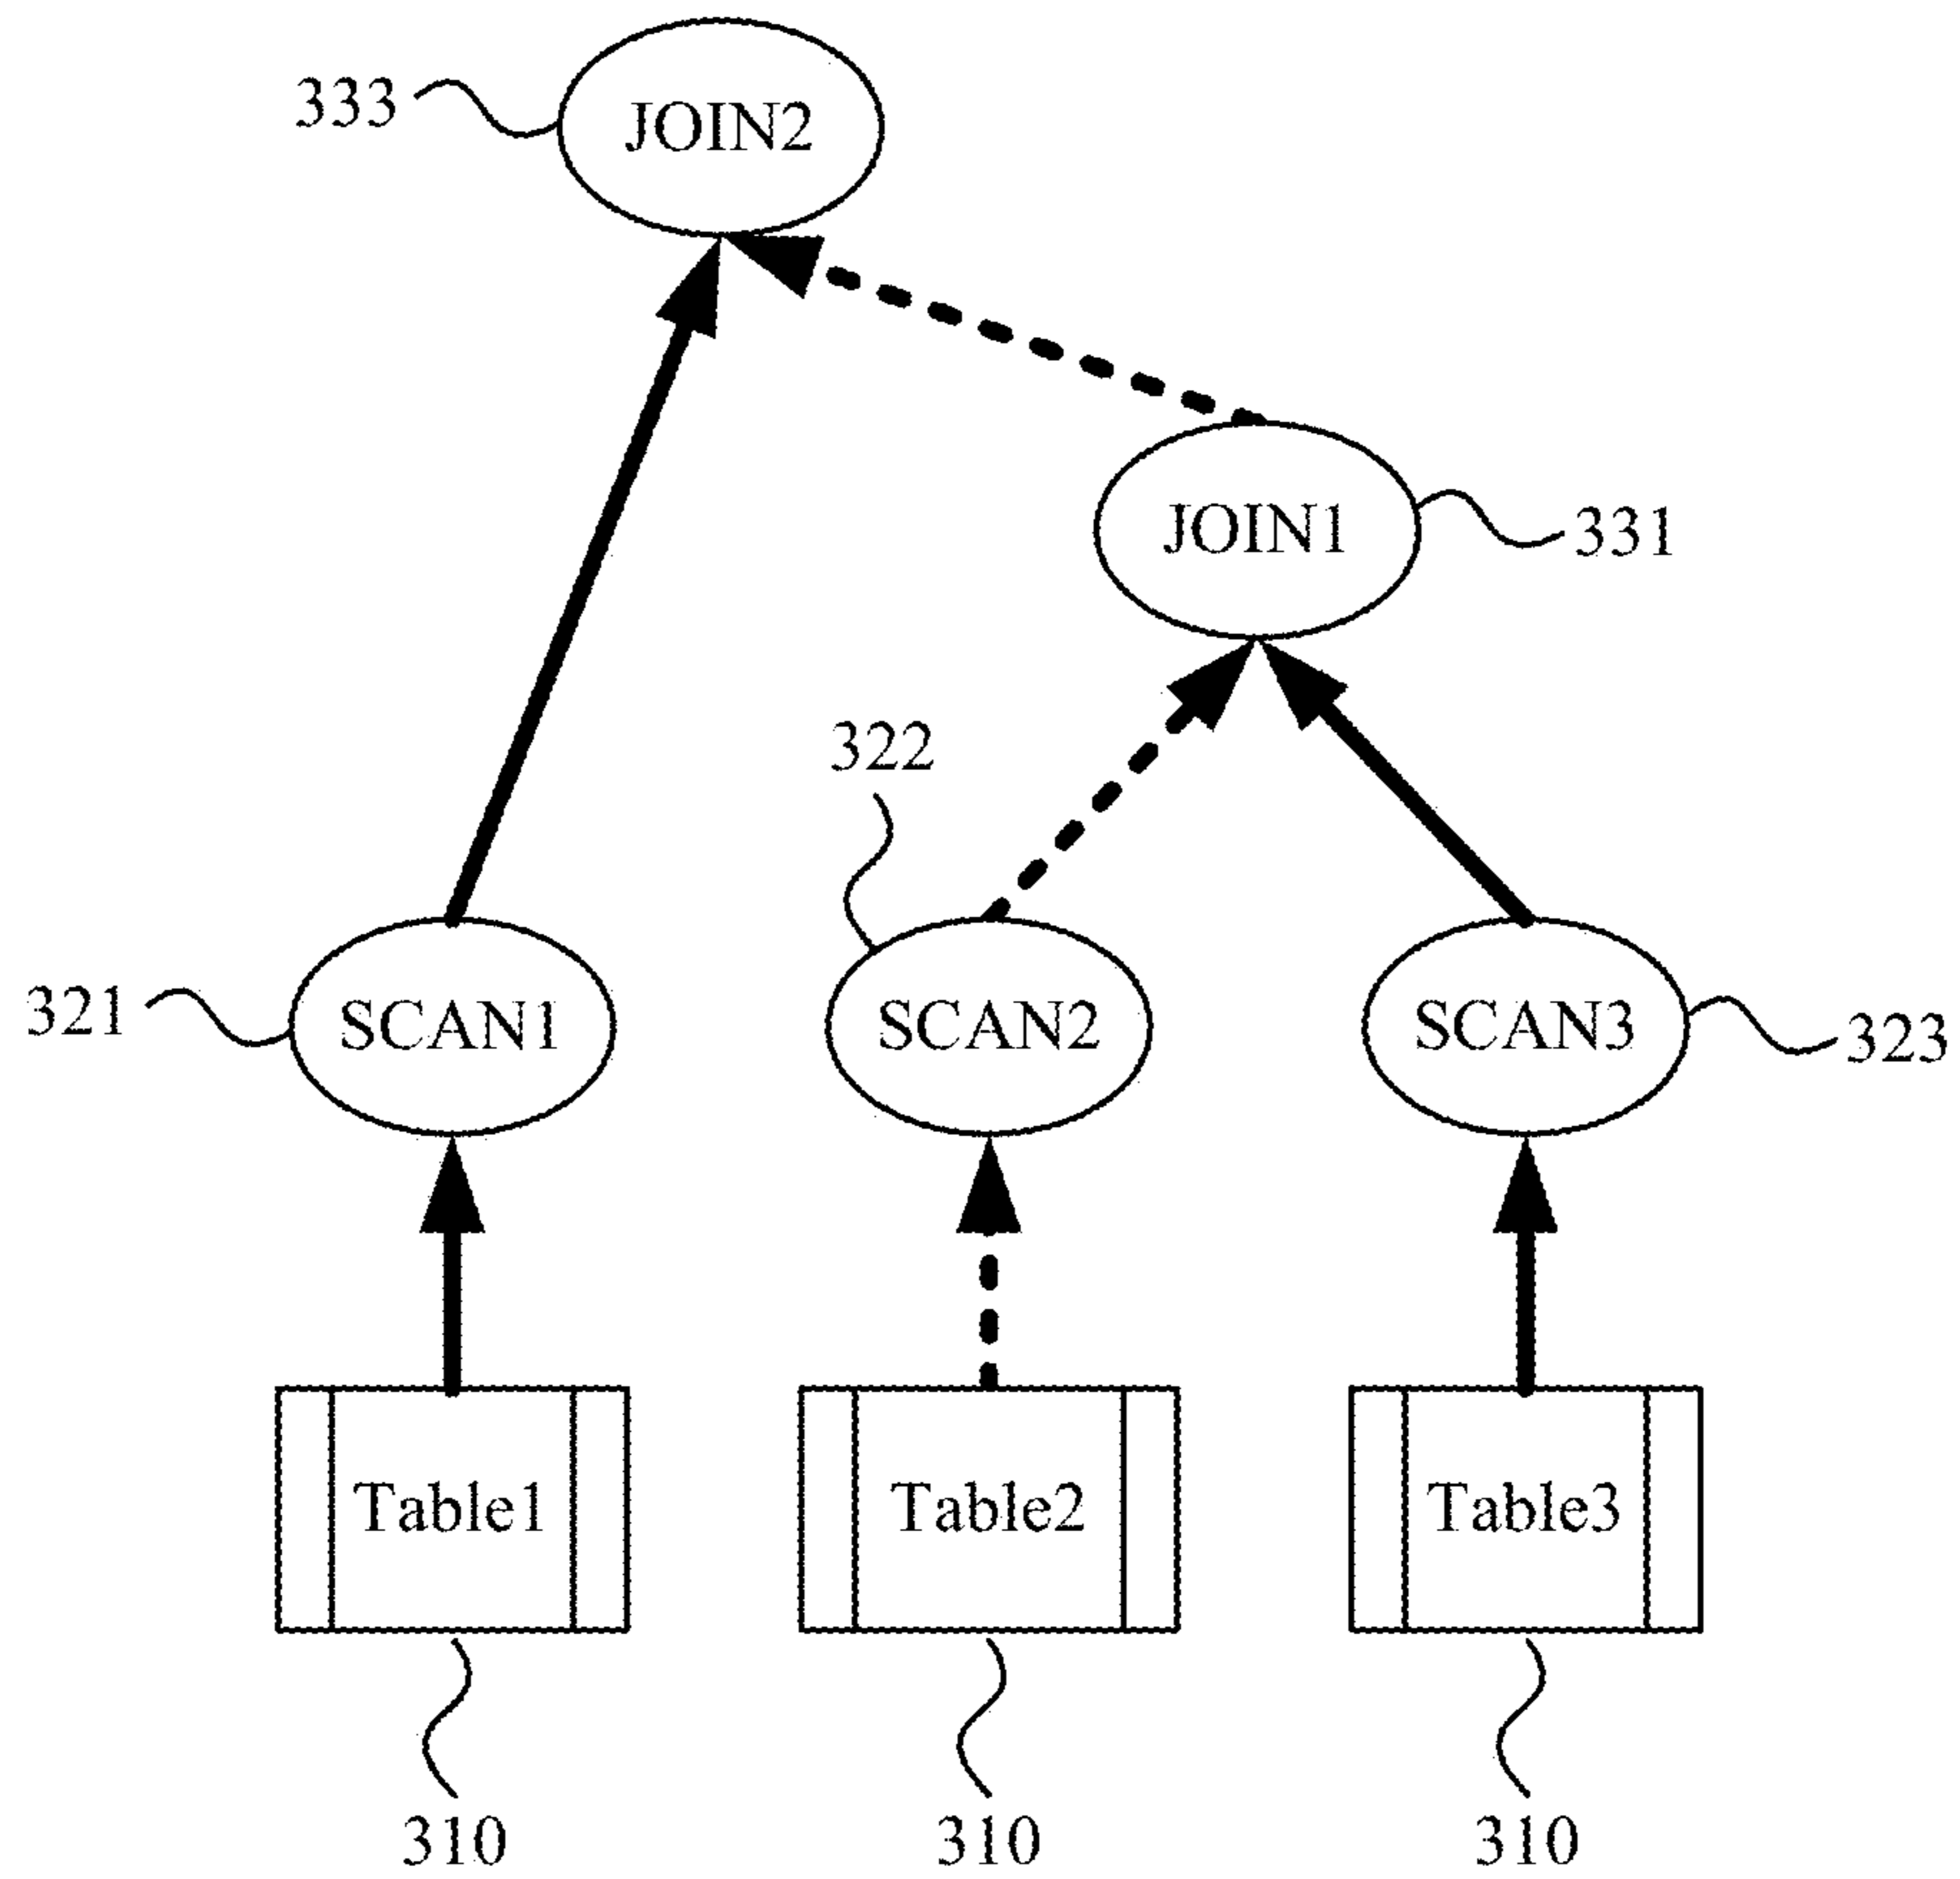 333
JOIN2
JOIN1
331
322
321
SCAN1
SCAN2
SCAN3
323
Table1
Table2
Table3
310
310
310